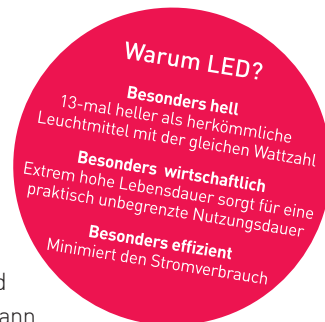 Warum LED?
Besonders hell
13-mal heller als herkömmliche
Leuchtmittel mit der gleichen Wattzahl
Besonders wirtschaftlich
Extrem hohe Lebensdauer sorgt für eine
praktisch unbegrenzte Nutzungsdauer
Besonders effizient
Minimiert den Stromverbrauch